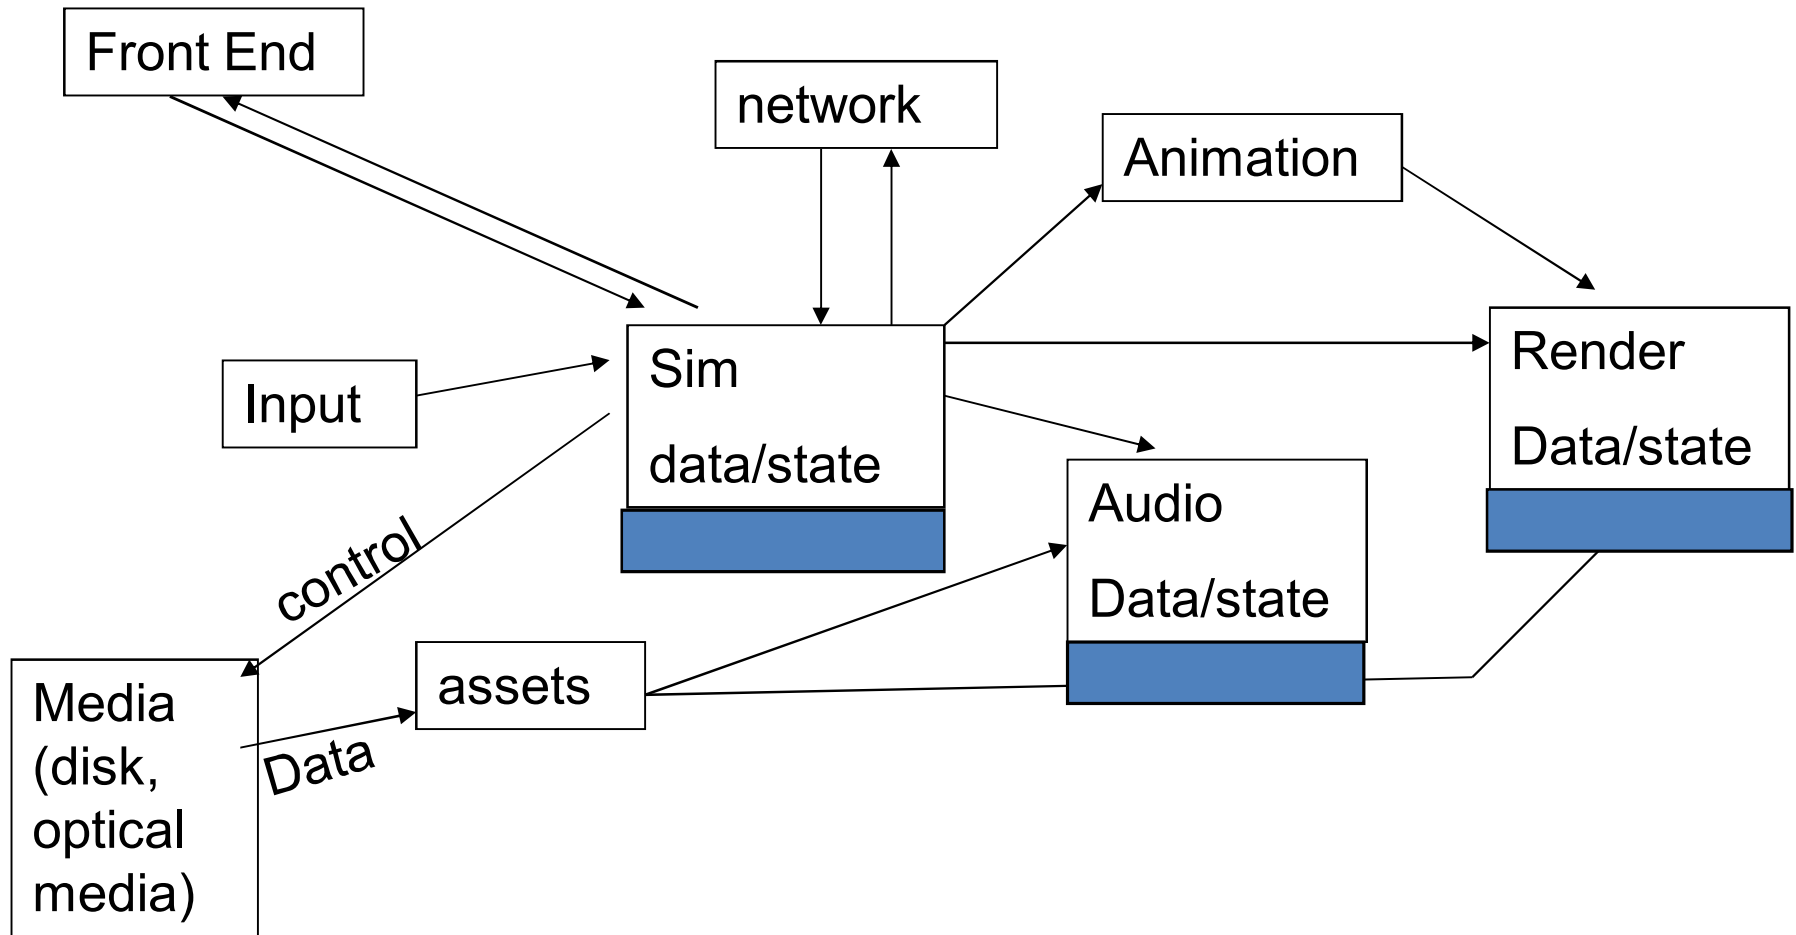 Front End
network
Animation
Input
Sim
data/state
Render
Data/state
Audio
Data/state
control
assets
Data
Media
(disk,
optical
media)